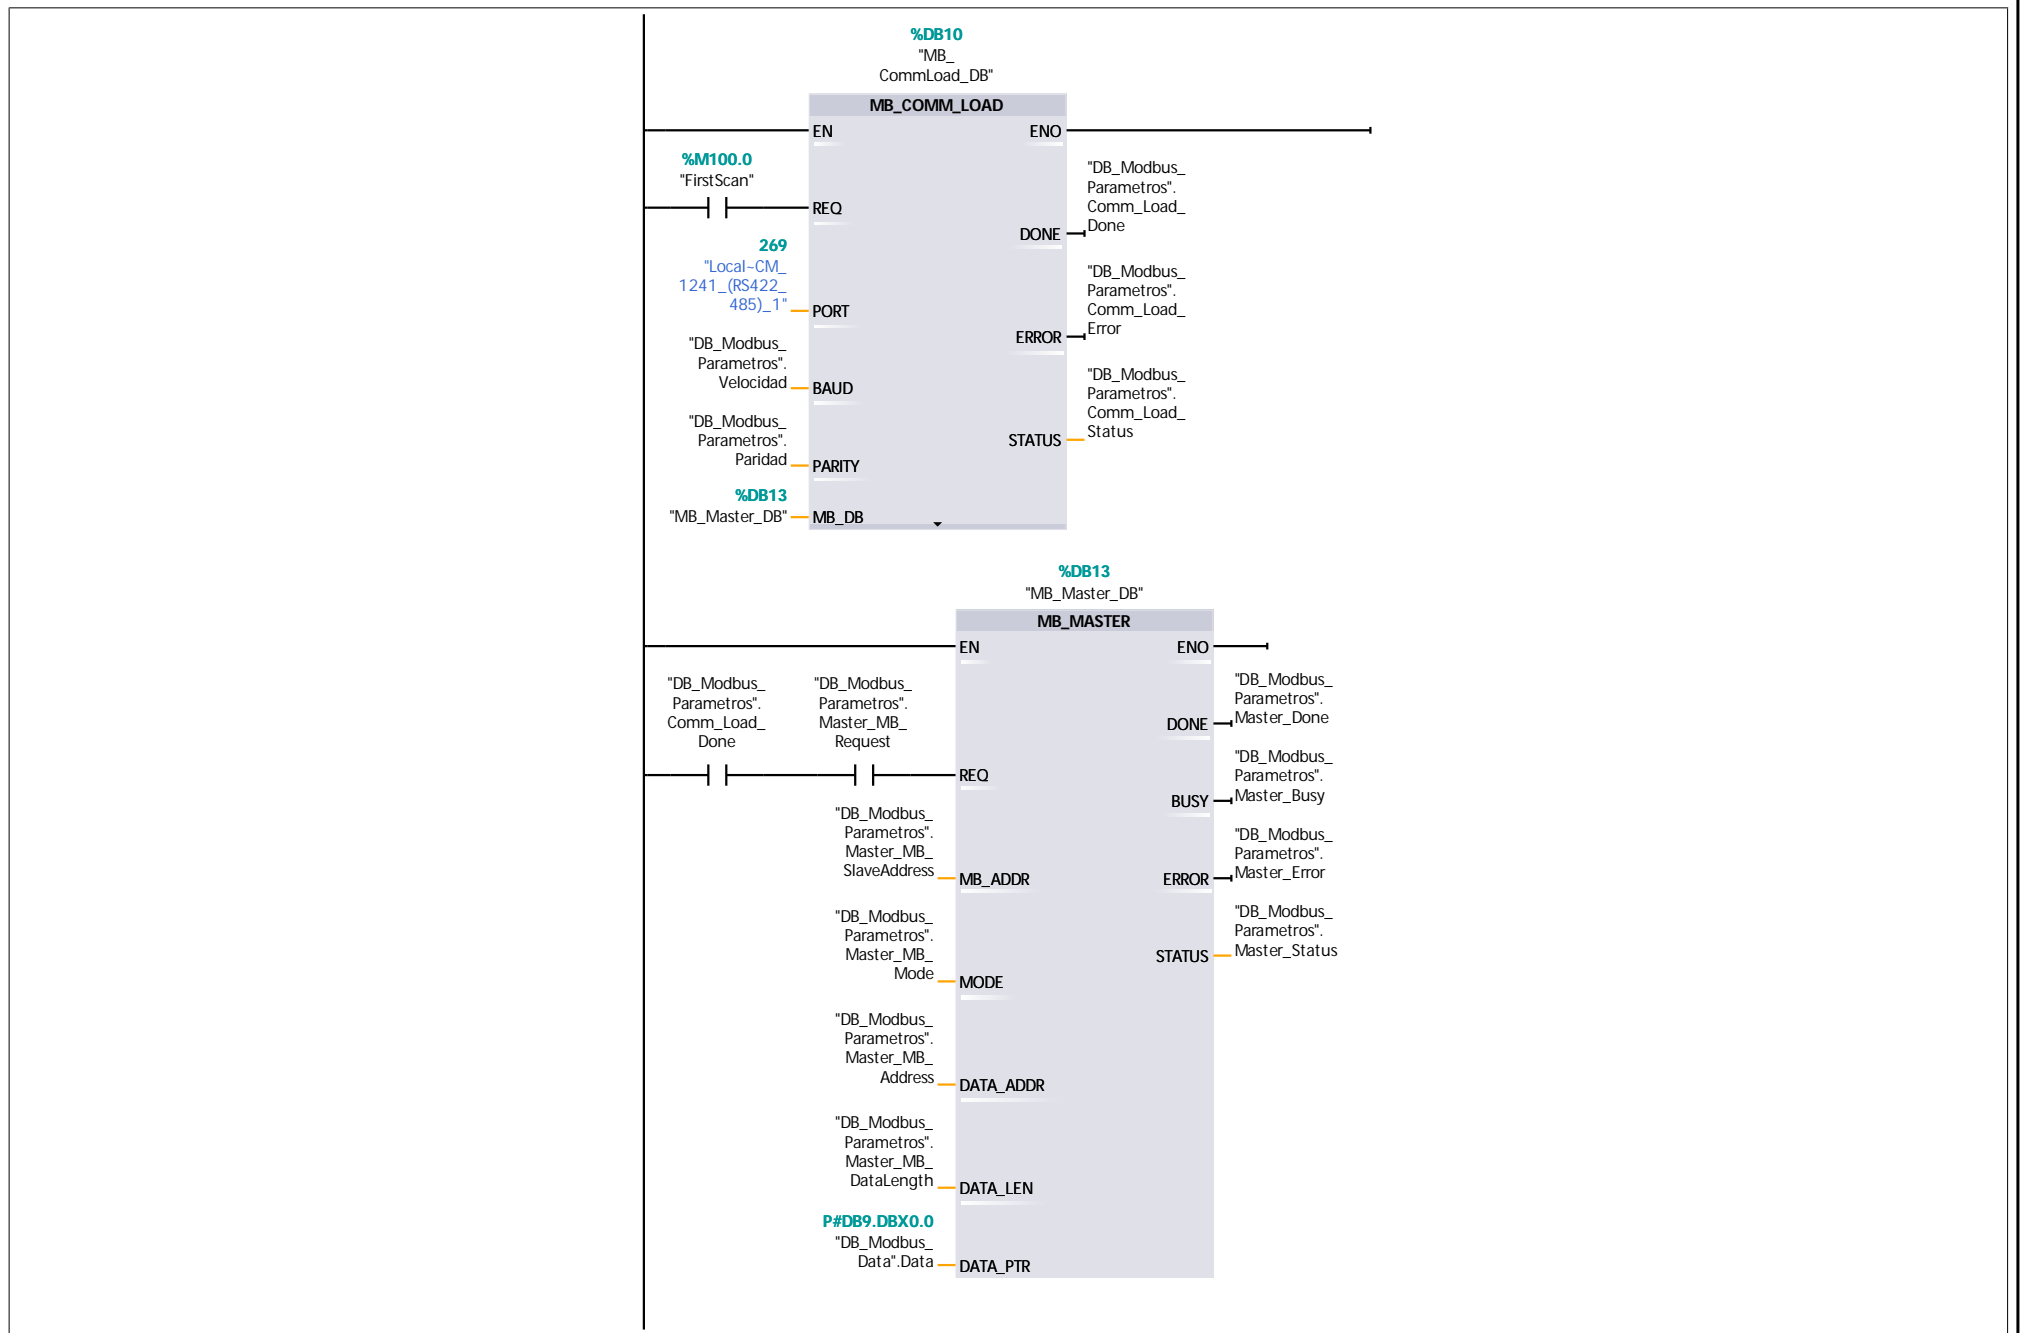 %DB10
"MB_
CommLoad_DB"
MB_COMM_LOAD
EN
ENO
%M100.0
"FirstScan"
REQ
"DB_Modbus_
Parametros".
Comm_Load_
Done
DONE
269
"Local~CM_
1241_(RS422_
485)_1"
PORT
"DB_Modbus_
Parametros".
Comm_Load_
Error
ERROR
"DB_Modbus_
Parametros".
Velocidad
BAUD
"DB_Modbus_
Parametros".
Comm_Load_
Status
STATUS
"DB_Modbus_
Parametros".
Paridad
PARITY
%DB13
"MB_Master_DB"
MB_DB
%DB13
"MB_Master_DB"
MB_MASTER
EN
ENO
"DB_Modbus_
Parametros".
Comm_Load_
Done
"DB_Modbus_
Parametros".
Master_MB_
Request
REQ
"DB_Modbus_
Parametros".
Master_Done
DONE
"DB_Modbus_
Parametros".
Master_Busy
BUSY
"DB_Modbus_
Parametros".
Master_MB_
SlaveAddress
MB_ADDR
"DB_Modbus_
Parametros".
Master_Error
ERROR
"DB_Modbus_
Parametros".
Master_MB_
Mode
MODE
"DB_Modbus_
Parametros".
Master_Status
STATUS
"DB_Modbus_
Parametros".
Master_MB_
Address
DATA_ADDR
"DB_Modbus_
Parametros".
Master_MB_
DataLength
DATA_LEN
P#DB9.DBX0.0
"DB_Modbus_
Data".Data
DATA_PTR